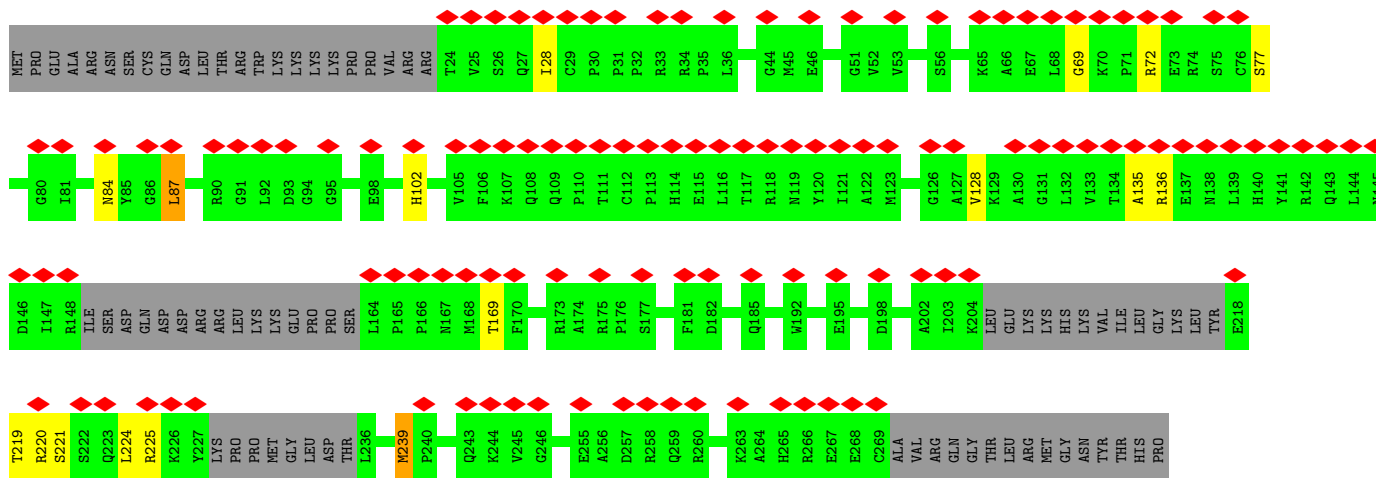 MET PRO GLU ALA ARG ASN SER CYS GLN ASP LEU THR ARG TRP LYS LYS LYS LYS PRO PRO VAL ARG ARG T24 V25 S26 Q27 I28 C29 P30 P31 P32 R33 R34 P35 L36 G44 M45 E46 G51 V52 V53 S56 K65 A66 E67 L68 G69 K70 P71 R72 E73 R74 S75 C76 S77
G80 I81 N84 Y85 G86 L87 R90 G91 L92 D93 G94 G95 E98 H102 V105 F106 K107 Q108 Q109 P110 T111 C112 P113 H114 E115 L116 T117 R118 N119 Y120 I121 A122 M123 G126 A127 V128 K129 A130 G131 L132 V133 T134 A135 R136 E137 N138 L139 H140 Y141 R142 Q143 L144
D146 I147 R148 ILE SER ASP GLN ASP ASP ARG ARG LEU LYS LYS GLU PRO PRO SER L164 P165 P166 N167 M168 T169 F170 R173 A174 R175 P176 S177 F181 D182 Q185 W192 E195 D198 A202 I203 K204 LEU GLU LYS LYS HIS LYS VAL ILE LEU GLY LYS LEU TYR E218
T219 R220 S221 S222 Q223 L224 R225 K226 Y227 LYS PRO PRO MET GLY LEU ASP THR L236 M239 P240 Q243 K244 V245 G246 E255 A256 D257 R258 Q259 R260 K263 A264 H265 R266 E267 E268 C269 ALA VAL ARG GLN GLY THR LEU ARG MET GLY ASN TYR THR HIS PRO